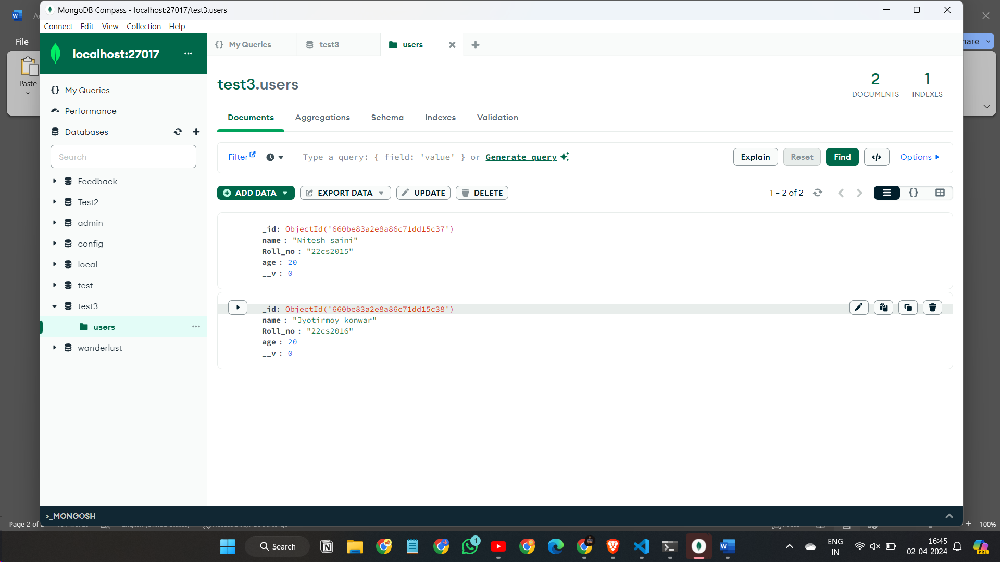 MongoDB Compass - localhost:27017/test3.users
Connect Edit View Collection Help
File
Paste
localhost:27017
My Queries
test3
users
My Queries
Performance
Databases
Search
Feedback
Test2
admin
config
local
test
test3
users
wanderlust
test3.users
2
DOCUMENTS
1
INDEXES
Documents Aggregations Schema Indexes Validation
Filter
Type a query: { field: 'value' } or Generate query
Explain Reset Find </> Options
ADD DATA EXPORT DATA UPDATE DELETE
1 – 2 of 2
_id: ObjectId('660be83a2e8a86c71dd15c37')
name : "Nitesh saini"
Roll_no : "22cs2015"
age : 20
__v : 0
_id: ObjectId('660be83a2e8a86c71dd15c38')
name : "Jyotirmoy konwar"
Roll_no : "22cs2016"
age : 20
__v : 0
>_MONGOSH
Page 2 of
100%
Search
1
ENG
IN
16:45
02-04-2024
PRE